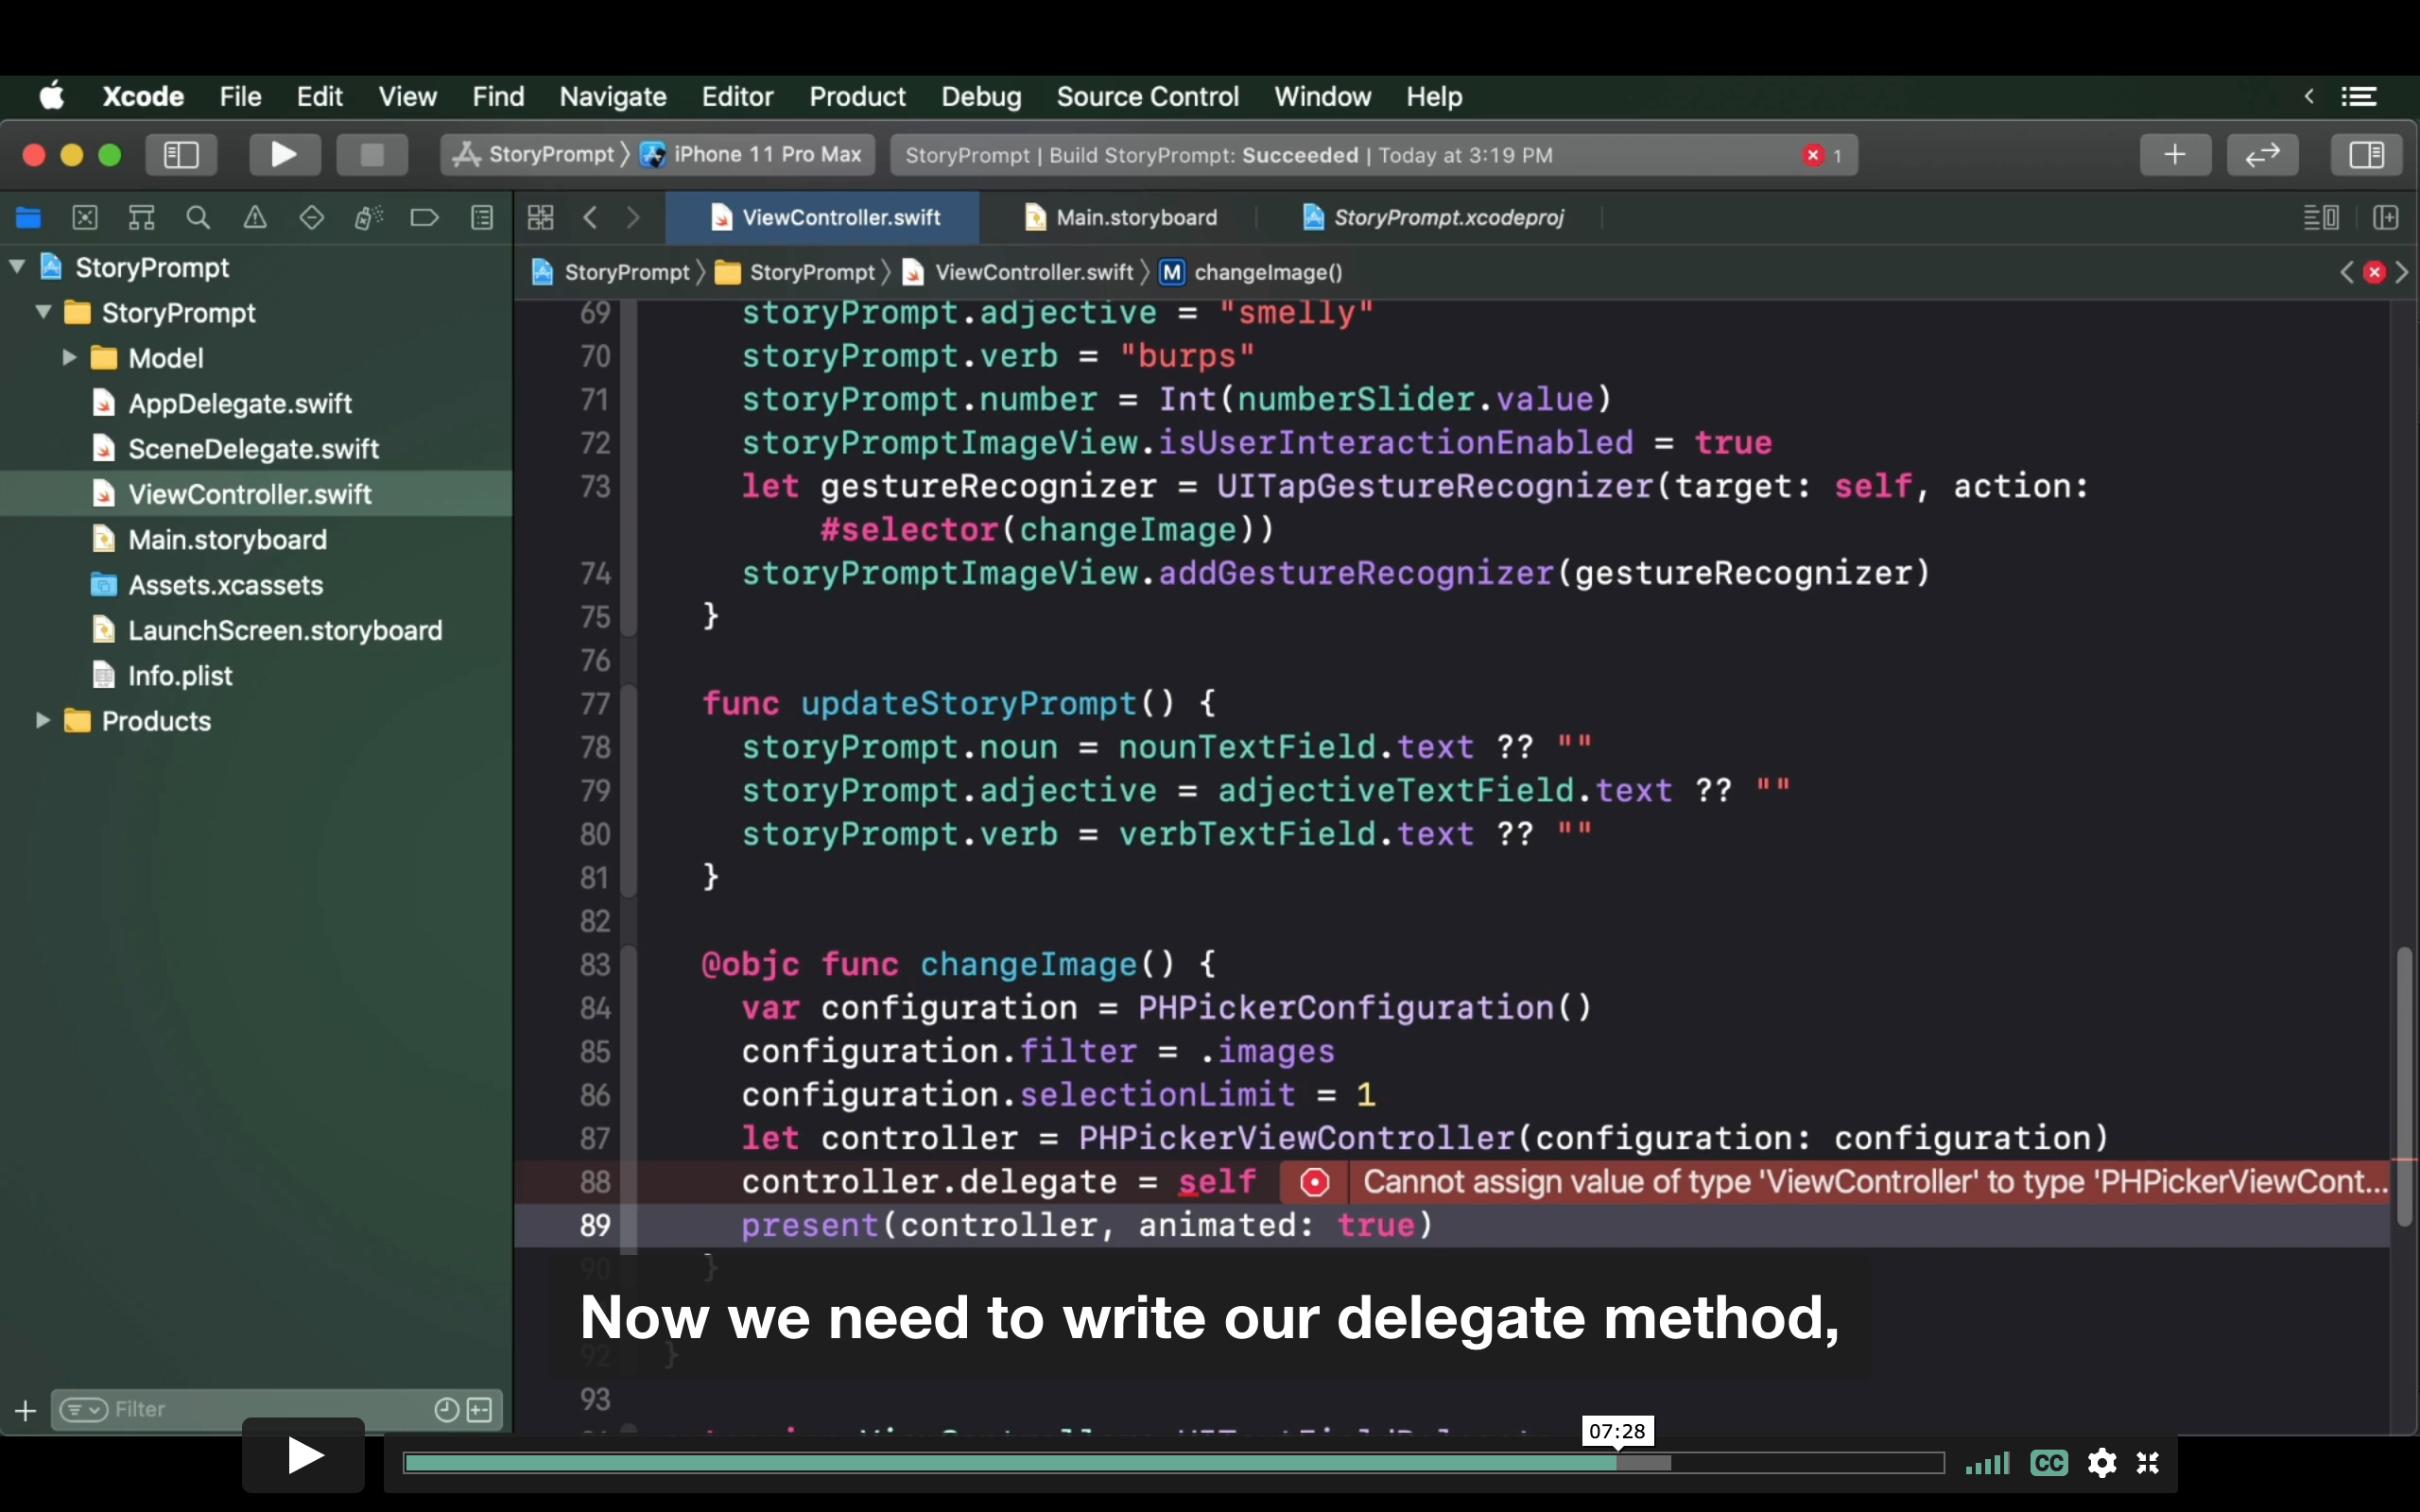 Xcode File Edit View Find Navigate Editor Product Debug Source Control Window Help
StoryPrompt 〉 iPhone 11 Pro Max
StoryPrompt | Build StoryPrompt: Succeeded | Today at 3:19 PM
1
ViewController.swift
Main.storyboard
StoryPrompt.xcodeproj
StoryPrompt 〉 StoryPrompt 〉 ViewController.swift 〉 M changeImage()
StoryPrompt
StoryPrompt
Model
AppDelegate.swift
SceneDelegate.swift
ViewController.swift
Main.storyboard
Assets.xcassets
LaunchScreen.storyboard
Info.plist
Products
Filter
69 storyPrompt.adjective = "smelly"
70 storyPrompt.verb = "burps"
71 storyPrompt.number = Int(numberSlider.value)
72 storyPromptImageView.isUserInteractionEnabled = true
73 let gestureRecognizer = UITapGestureRecognizer(target: self, action:
#selector(changeImage))
74 storyPromptImageView.addGestureRecognizer(gestureRecognizer)
75 }
76
77 func updateStoryPrompt() {
78 storyPrompt.noun = nounTextField.text ?? ""
79 storyPrompt.adjective = adjectiveTextField.text ?? ""
80 storyPrompt.verb = verbTextField.text ?? ""
81 }
82
83 @objc func changeImage() {
84 var configuration = PHPickerConfiguration()
85 configuration.filter = .images
86 configuration.selectionLimit = 1
87 let controller = PHPickerViewController(configuration: configuration)
88 controller.delegate = self Cannot assign value of type 'ViewController' to type 'PHPickerViewCont...
89 present(controller, animated: true)
90 }
Now we need to write our delegate method,
92 }
93
07:28
CC